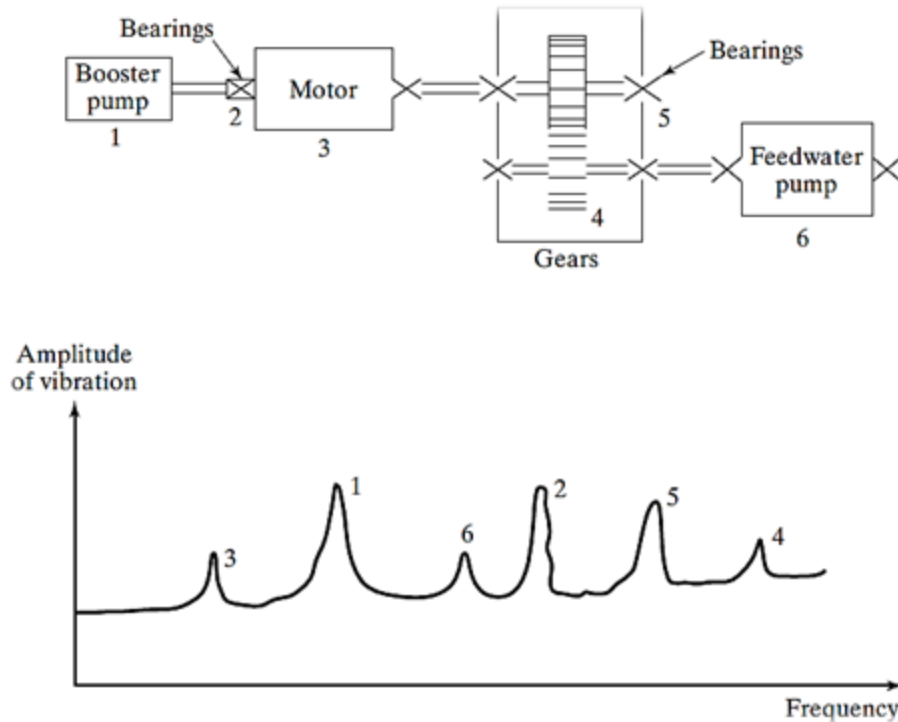 Bearings
Booster
pump
1
2
Motor
3
Bearings
5
4
Gears
Feedwater
pump
6
Amplitude
of vibration
3
1
6
2
5
4
Frequency